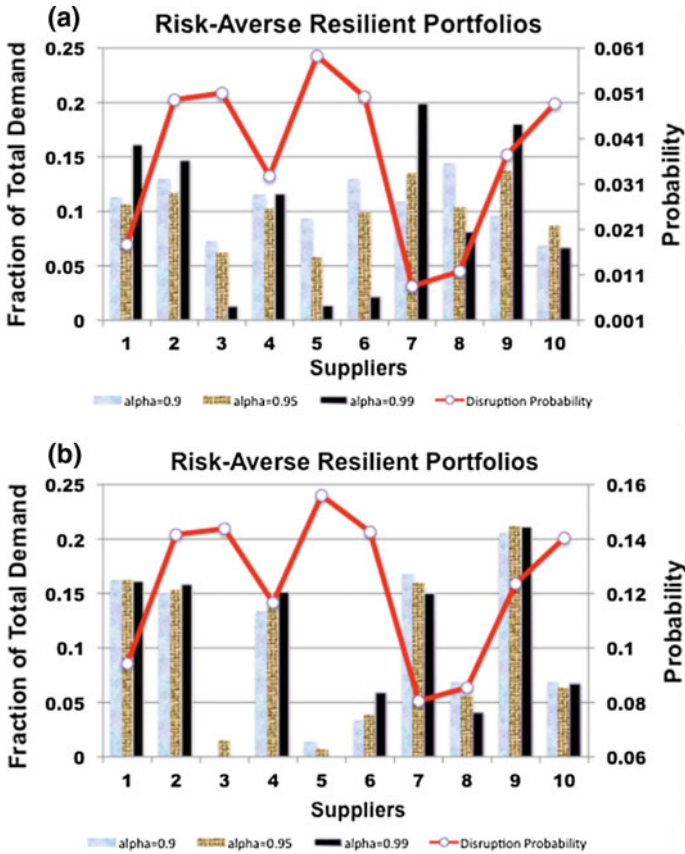 (a) Risk-Averse Resilient Portfolios
Fraction of Total Demand
0.25
0.2
0.15
0.1
0.05
0
0.061
0.051
0.041
0.031
0.021
0.011
0.001
Probability
1 2 3 4 5 6 7 8 9 10
Suppliers
alpha=0.9 alpha=0.95 alpha=0.99 Disruption Probability
(b) Risk-Averse Resilient Portfolios
Fraction of Total Demand
0.25
0.2
0.15
0.1
0.05
0
0.16
0.14
0.12
0.1
0.08
0.06
Probability
1 2 3 4 5 6 7 8 9 10
Suppliers
alpha=0.9 alpha=0.95 alpha=0.99 Disruption Probability